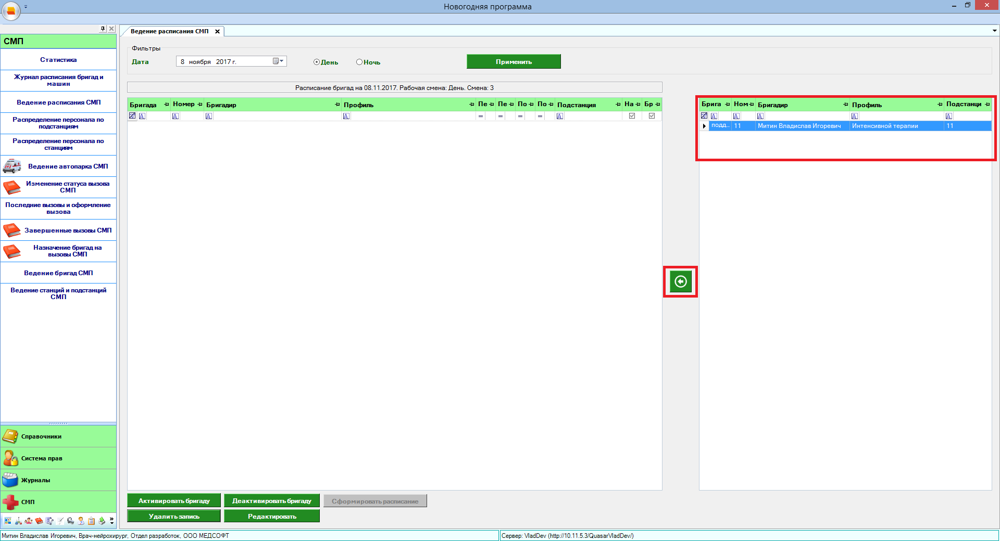 Новогодняя программа
СМП
Статистика
Журнал расписания бригад и
машин
Ведение расписания СМП
Распределение персонала по
подстанциям
Распределение персонала по
станциям
Ведение автопарка СМП
Изменение статуса вызова
СМП
Последние вызовы и оформление
вызова
Завершенные вызовы СМП
Назначение бригад на
вызовы СМП
Ведение бригад СМП
Ведение станций и подстанций
СМП
Справочники
Система прав
Журналы
СМП
Ведение расписания СМП
Фильтры
Дата 8 ноября 2017 г. День Ночь Применить
Расписание бригад на 08.11.2017. Рабочая смена: День. Смена: 3
Бригада Номер Бригадир Профиль Пе Пе По По Подстанция На Бр
A A A A = = = = A
Брига Ном Бригадир Профиль Подстанци
A A A A A
подд... 11 Митин Владислав Игоревич Интенсивной терапии 11
Активировать бригаду Деактивировать бригаду Сформировать расписание
Удалить запись Редактировать
Митин Владислав Игоревич, Врач-нейрохирург, Отдел разработок, ООО МЕДСОФТ
Сервер: VladDev (http://10.11.5.3/QuasarVladDev/)